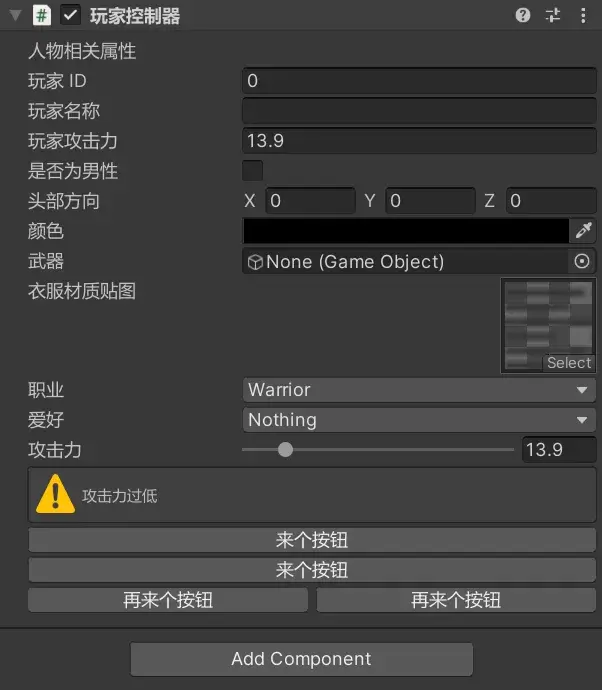 玩家控制器
人物相关属性
玩家 ID 0
玩家名称
玩家攻击力 13.9
是否为男性
头部方向 X 0 Y 0 Z 0
颜色
武器 None (Game Object)
衣服材质贴图
Select
职业 Warrior
爱好 Nothing
攻击力 13.9
攻击力过低
来个按钮
来个按钮
再来个按钮 再来个按钮
Add Component